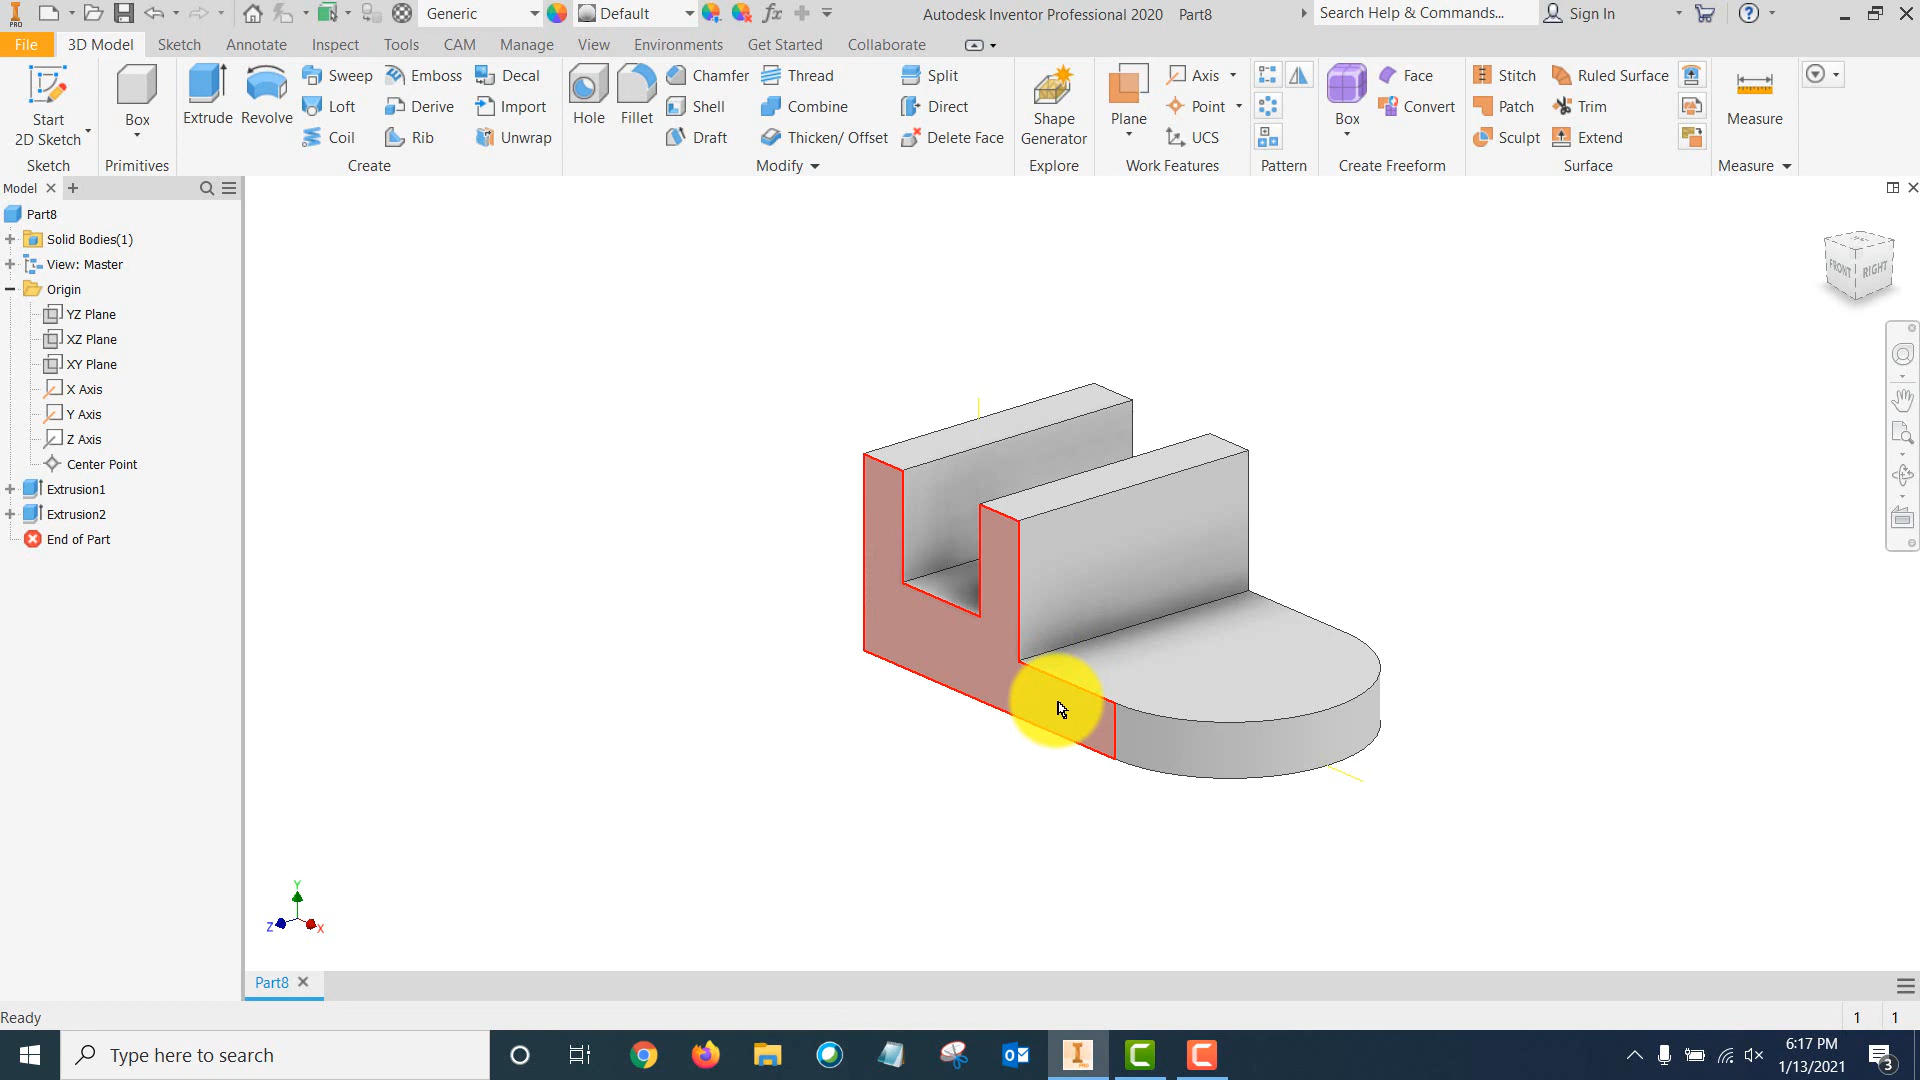 PRO Generic Default fx Autodesk Inventor Professional 2020 Part8 Search Help & Commands... Sign In
File 3D Model Sketch Annotate Inspect Tools CAM Manage View Environments Get Started Collaborate
Start 2D Sketch
Sketch
Box
Primitives
Extrude Revolve
Sweep Emboss Decal
Loft Derive Import
Coil Rib Unwrap
Create
Hole Fillet
Chamfer Thread Split
Shell Combine Direct
Draft Thicken/ Offset Delete Face
Modify
Shape Generator
Explore
Plane
Axis
Point
UCS
Work Features
Pattern
Box
Face
Convert
Create Freeform
Stitch Ruled Surface
Patch Trim
Sculpt Extend
Surface
Measure
Measure
Model
Part8
Solid Bodies(1)
View: Master
Origin
YZ Plane
XZ Plane
XY Plane
X Axis
Y Axis
Z Axis
Center Point
Extrusion1
Extrusion2
End of Part
FRONT RIGHT
Y
Z X
Part8
Ready 1 1
Type here to search
6:17 PM
1/13/2021
3